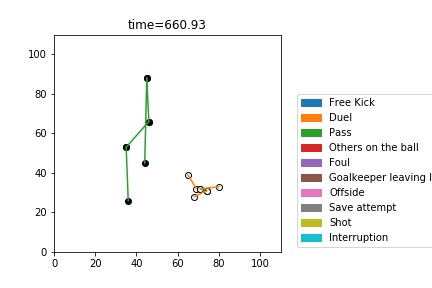 time=660.93
100
80
60
40
20
0
0 20 40 60 80 100
Free Kick
Duel
Pass
Others on the ball
Foul
Goalkeeper leaving l
Offside
Save attempt
Shot
Interruption